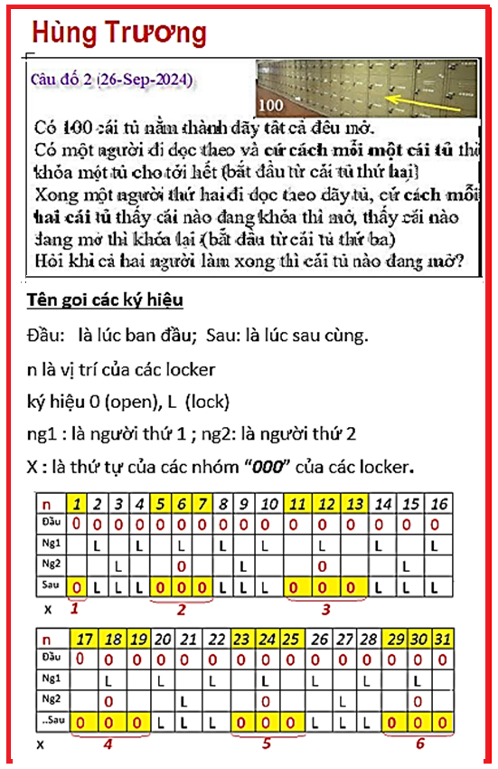 Hùng Trương
Câu đố 2 (26-Sep-2024)
100
Có 100 cái tủ nằm thành dãy tất cả đều mở.
Có một người đi dọc theo và cứ cách mỗi một cái tủ thì
khóa một tủ cho tới hết (bắt đầu từ cái tủ thứ hai)
Xong một người thứ hai đi dọc theo dãy tủ, cứ cách mỗi
hai cái tủ thấy cái nào đang khóa thì mở, thấy cái nào
đang mở thì khóa lại (bắt đầu từ cái tủ thứ ba)
Hỏi khi cả hai người làm xong thì cái tủ nào đang mở?
Tên gọi các ký hiệu
Đầu: là lúc ban đầu; Sau: là lúc sau cùng.
n là vị trí của các locker
ký hiệu 0 (open), L (lock)
ng1 : là người thứ 1 ; ng2: là người thứ 2
X : là thứ tự của các nhóm “000” của các locker.
n 1 2 3 4 5 6 7 8 9 10 11 12 13 14 15 16
Đầu 0 0 0 0 0 0 0 0 0 0 0 0 0 0 0 0
Ng1 L L L L L L L L
Ng2 L 0 L 0 L
Sau 0 L L L 0 0 0 L L L 0 0 0 L L L
X 1 2 3
n 17 18 19 20 21 22 23 24 25 26 27 28 29 30 31
Đầu 0 0 0 0 0 0 0 0 0 0 0 0 0 0 0
Ng1 L L L L L L L
Ng2 0 L 0 L 0
..Sau 0 0 0 L L L 0 0 0 L L L 0 0 0
X 4 5 6